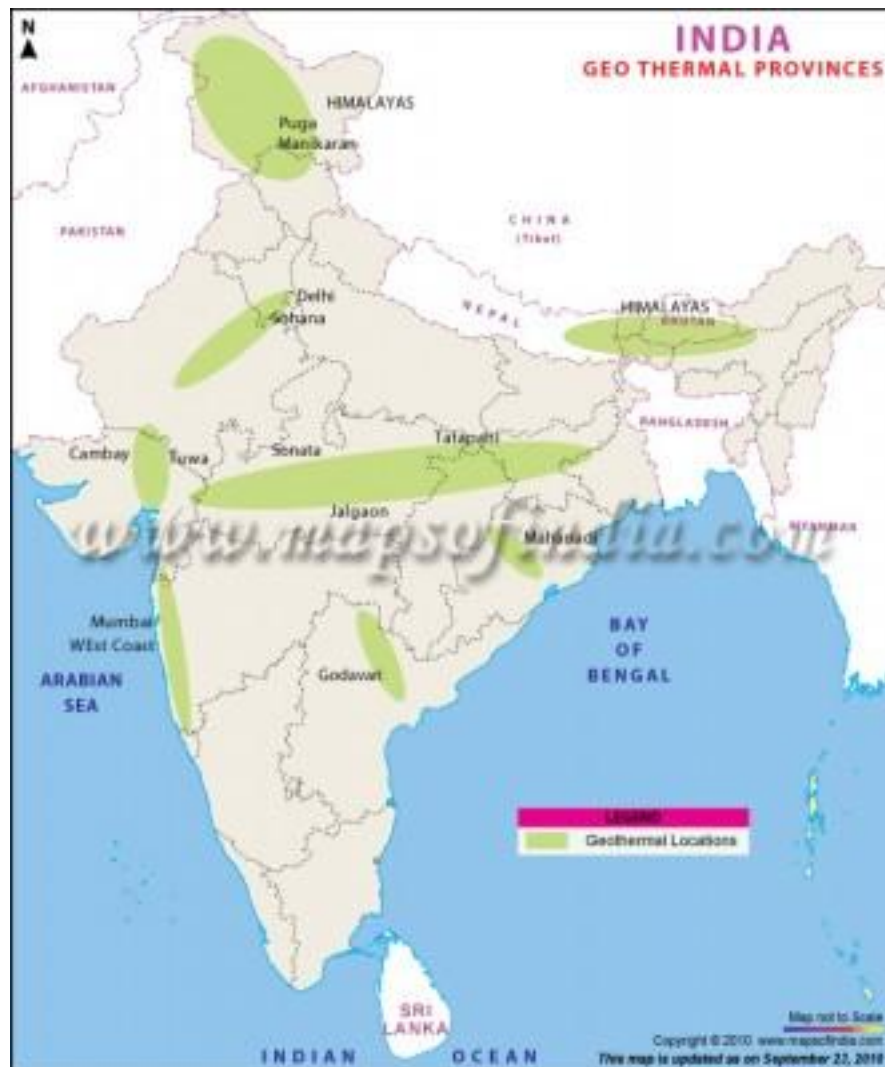 N
INDIA
GEO THERMAL PROVINCES
AFGHANISTAN
HIMALAYAS
Puga
Manikaran
PAKISTAN
CHINA
(Tibet)
Delhi
Sohana
NEPAL
HIMALAYAS
BHUTAN
Cambay
Tuwa
Sonata
Tatapani
BANGLADESH
Jalgaon
www.mapsofindia.com
Mahanadi
MYANMAR
Mumbai
WEst Coast
ARABIAN
SEA
Godavari
BAY
OF
BENGAL
LEGEND
Geothermal Locations
SRI
LANKA
Map not to Scale
Copyright © 2010 www.mapsofindia.com
INDIAN OCEAN
This map is updated as on September 22, 2010